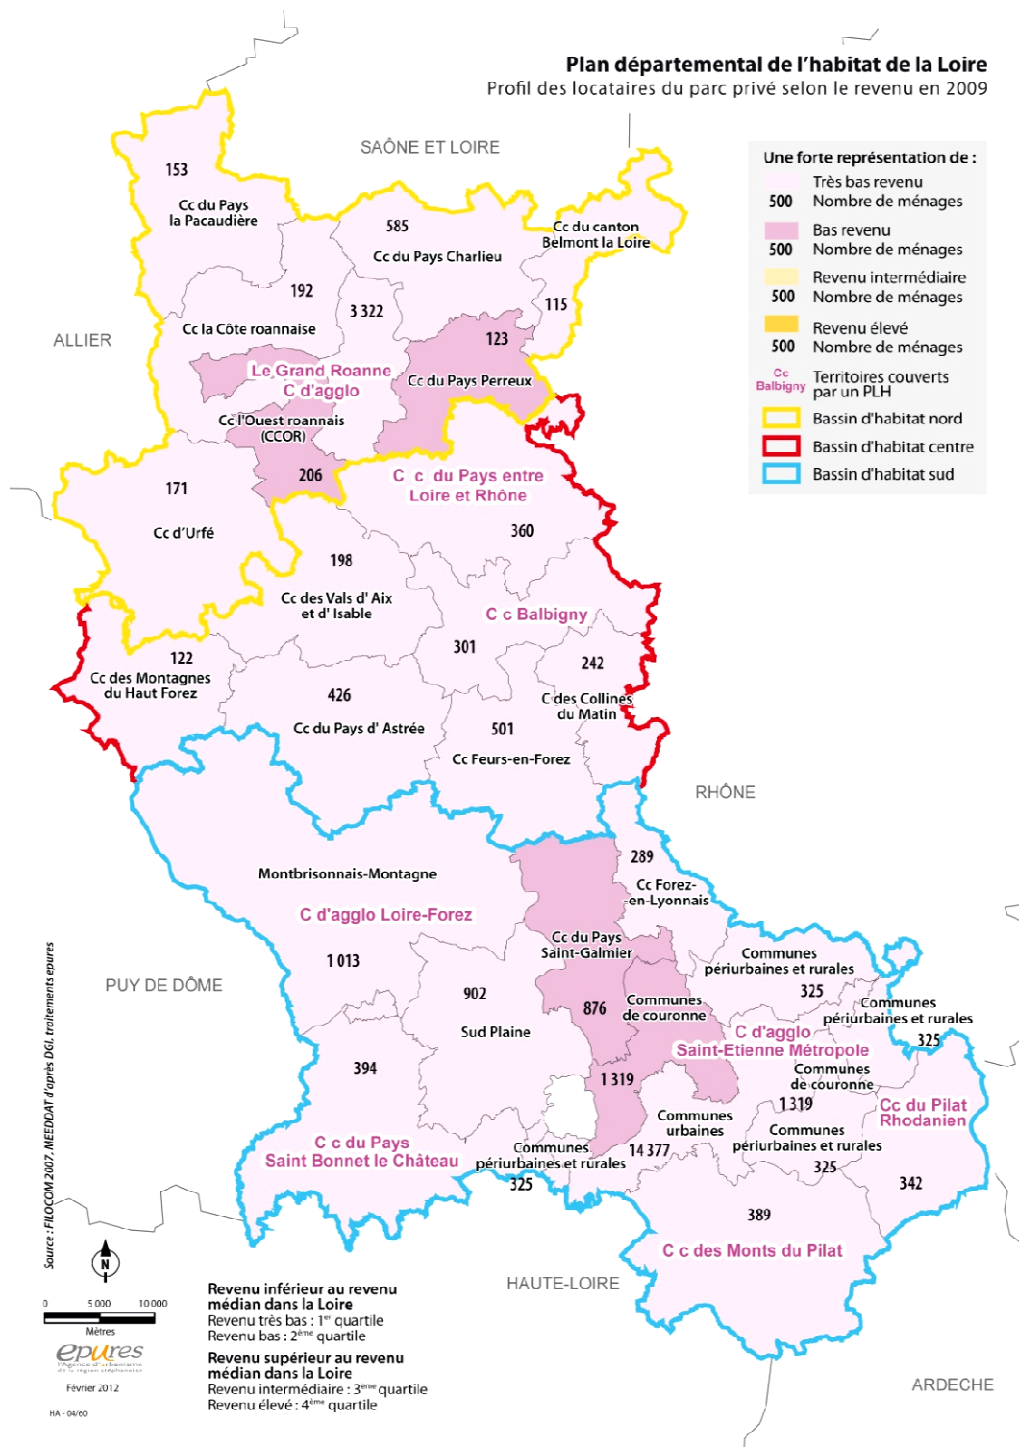 Plan départemental de l'habitat de la Loire
Profil des locataires du parc privé selon le revenu en 2009
SAÔNE ET LOIRE
Une forte représentation de :
Très bas revenu
500 Nombre de ménages
Bas revenu
500 Nombre de ménages
Revenu intermédiaire
500 Nombre de ménages
Revenu élevé
500 Nombre de ménages
Cc
Balbigny
Territoires couverts
par un PLH
Bassin d'habitat nord
Bassin d'habitat centre
Bassin d'habitat sud
153
Cc du Pays
la Pacaudière
585
Cc du Pays Charlieu
Cc du canton
Belmont la Loire
115
192
Cc la Côte roannaise
3 322
ALLIER
123
Cc du Pays Perreux
Le Grand Roanne
C d'agglo
Cc l'Ouest roannais
(CCOR)
206
171
Cc d'Urfé
C c du Pays entre
Loire et Rhône
360
198
Cc des Vals d' Aix
et d' Isable
C c Balbigny
301
122
Cc des Montagnes
du Haut Forez
242
C des Collines
du Matin
426
Cc du Pays d' Astrée
501
Cc Feurs-en-Forez
RHÔNE
Montbrisonnais-Montagne
C d'agglo Loire-Forez
1 013
289
Cc Forez-
-en-Lyonnais
Cc du Pays
Saint-Galmier
876
PUY DE DÔME
902
Sud Plaine
Communes
de couronne
1 319
Communes
périurbaines et rurales
325
Communes
périurbaines et rurales
325
C d'agglo
Saint-Etienne Métropole
Communes
de couronne
1 319
394
C c du Pays
Saint Bonnet le Château
Communes
urbaines
14 377
Communes
périurbaines et rurales
325
Communes
périurbaines et rurales
325
Cc du Pilat
Rhodanien
342
389
C c des Monts du Pilat
HAUTE-LOIRE
ARDECHE
Source : FILOCOM 2007, MEEDDAT d'après DGI, traitements epures
N
0 5 000 10 000
Mètres
epures
l'Agence d'urbanisme
de la région stéphanoise
Février 2012
HA - 04/60
Revenu inférieur au revenu
médian dans la Loire
Revenu très bas : 1er quartile
Revenu bas : 2ème quartile
Revenu supérieur au revenu
médian dans la Loire
Revenu intermédiaire : 3ème quartile
Revenu élevé : 4ème quartile